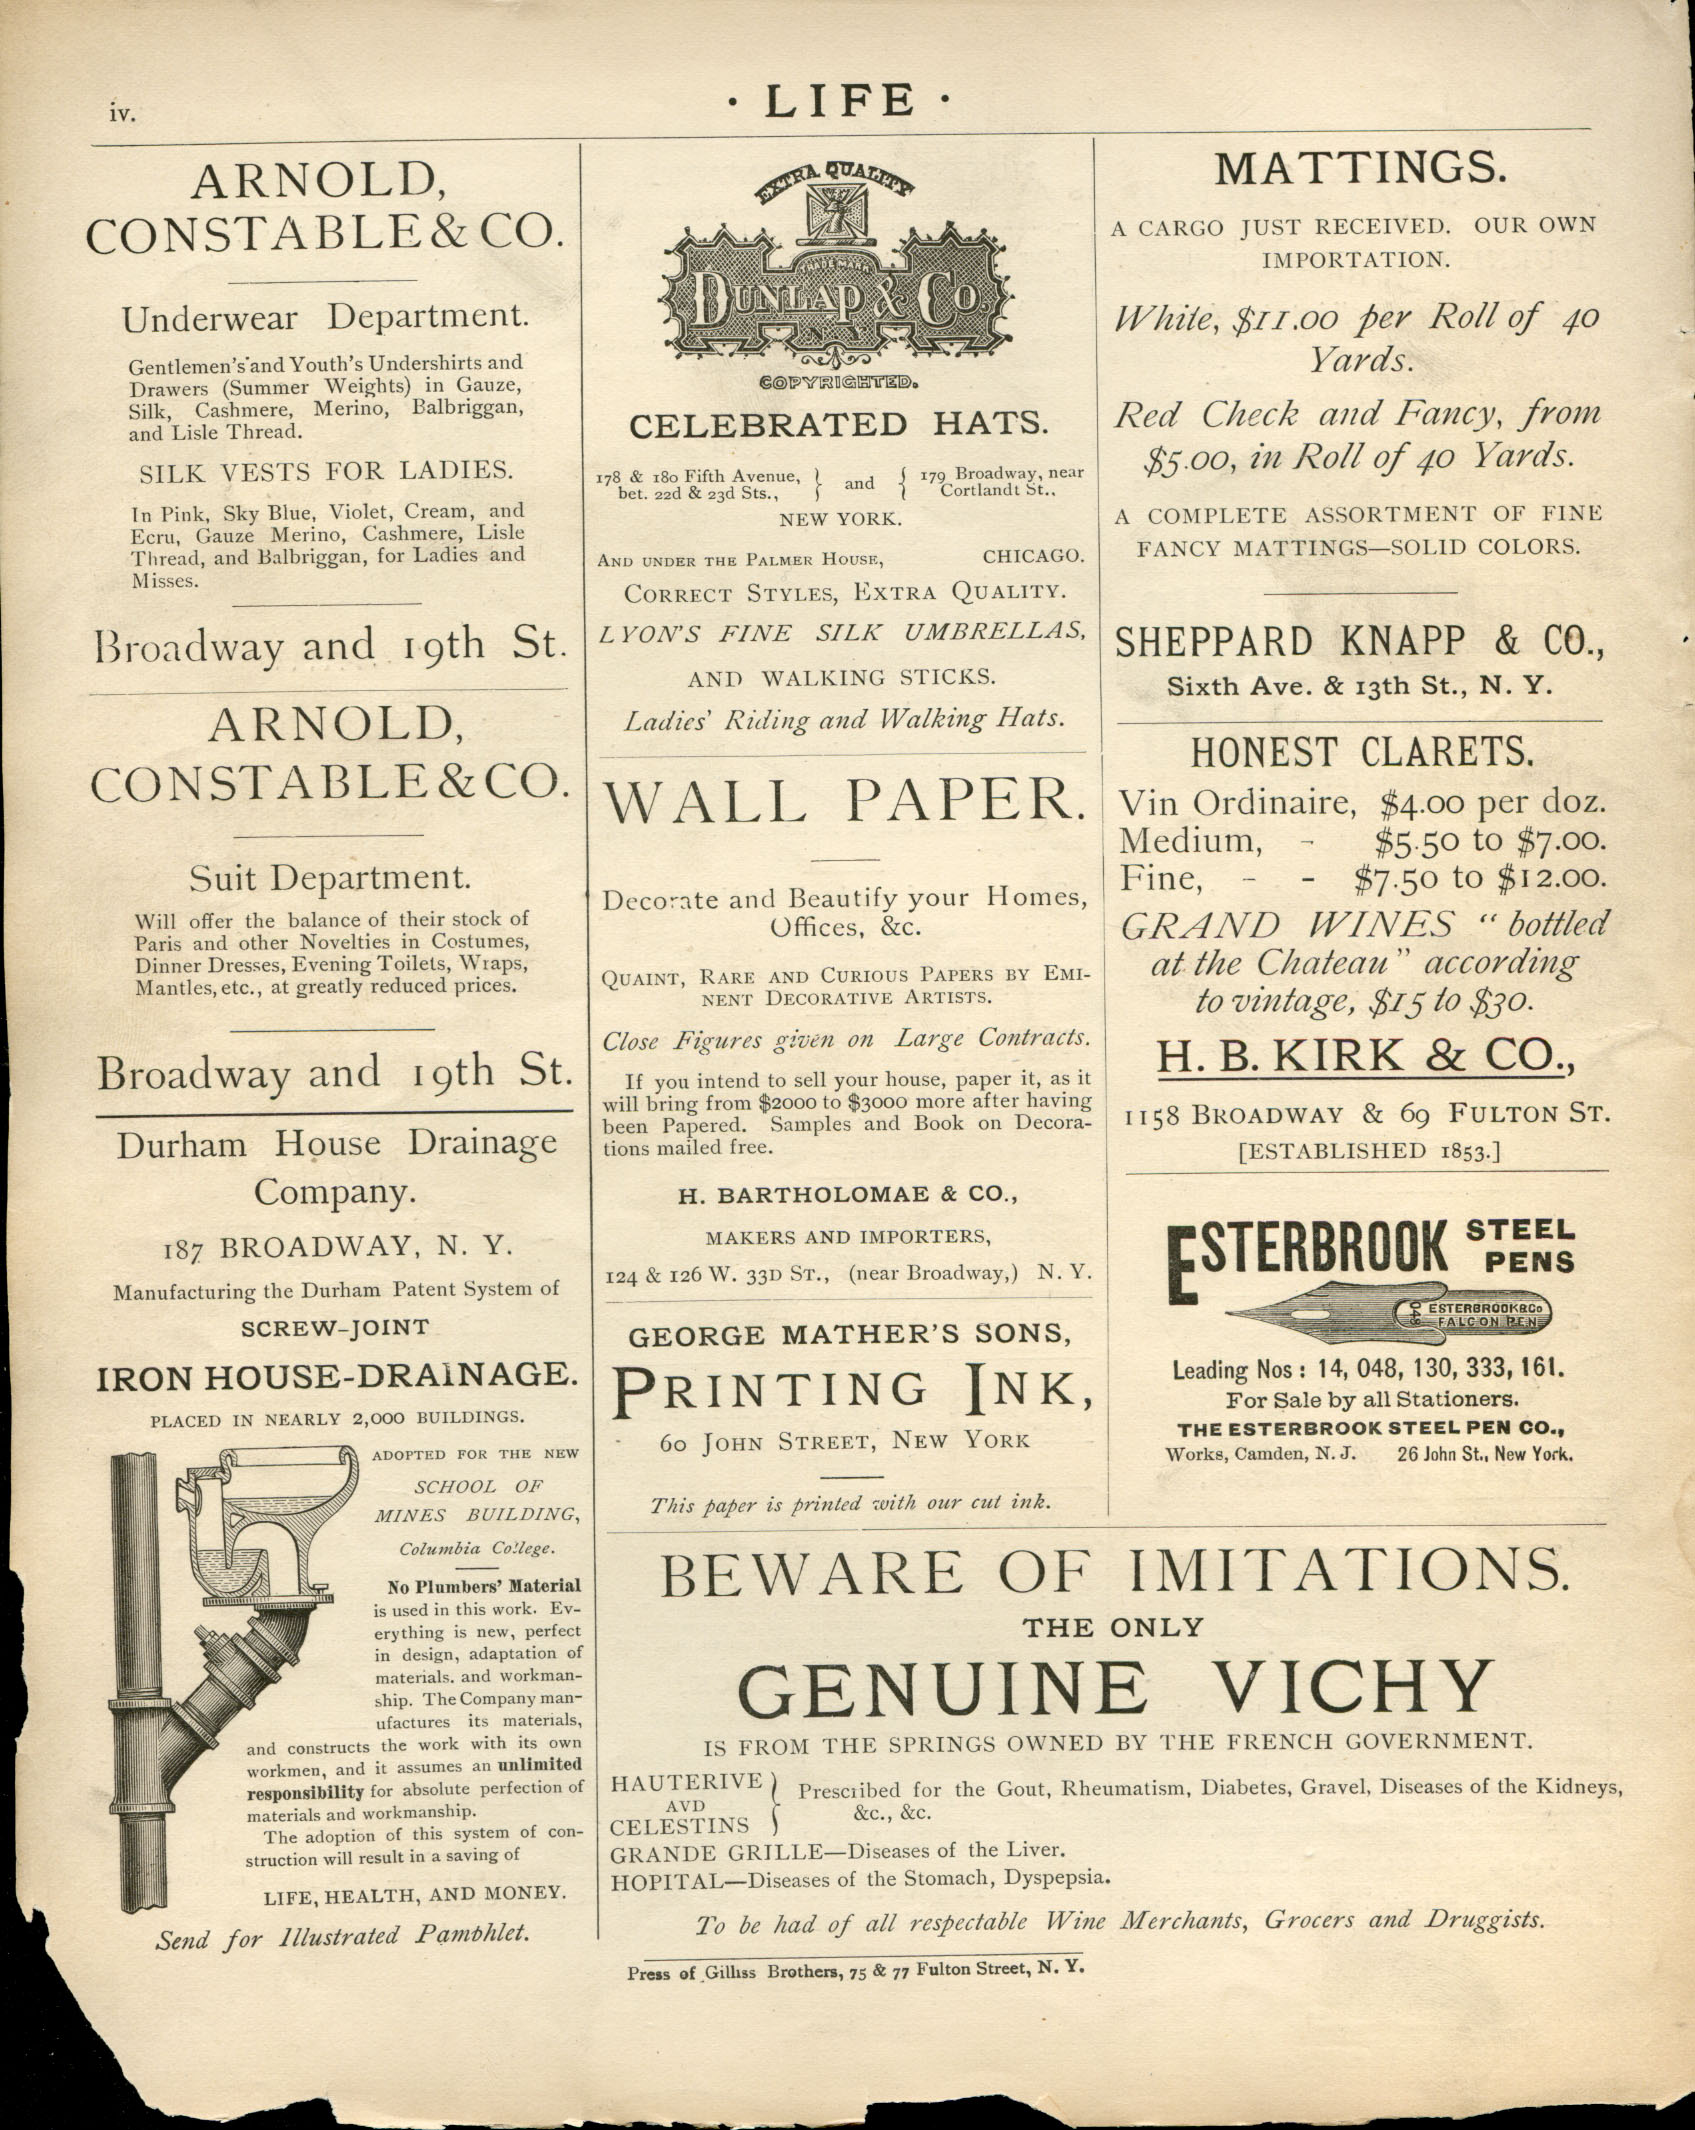 iv.
· LIFE ·
ARNOLD,
CONSTABLE & CO.
Underwear Department.
Gentlemen's and Youth's Undershirts and
Drawers (Summer Weights) in Gauze,
Silk, Cashmere, Merino, Balbriggan,
and Lisle Thread.
SILK VESTS FOR LADIES.
In Pink, Sky Blue, Violet, Cream, and
Ecru, Gauze Merino, Cashmere, Lisle
Thread, and Balbriggan, for Ladies and
Misses.
Broadway and 19th St.
ARNOLD,
CONSTABLE & CO.
Suit Department.
Will offer the balance of their stock of
Paris and other Novelties in Costumes,
Dinner Dresses, Evening Toilets, Wraps,
Mantles, etc., at greatly reduced prices.
Broadway and 19th St.
Durham House Drainage
Company.
187 BROADWAY, N. Y.
Manufacturing the Durham Patent System of
SCREW-JOINT
IRON HOUSE-DRAINAGE.
PLACED IN NEARLY 2,000 BUILDINGS.
ADOPTED FOR THE NEW
SCHOOL OF
MINES BUILDING,
Columbia College.
No Plumbers' Material
is used in this work. Ev-
erything is new, perfect
in design, adaptation of
materials. and workman-
ship. The Company man-
ufactures its materials,
and constructs the work with its own
workmen, and it assumes an unlimited
responsibility for absolute perfection of
materials and workmanship.
The adoption of this system of con-
struction will result in a saving of
LIFE, HEALTH, AND MONEY.
Send for Illustrated Pamphlet.
EXTRA QUALITY
TRADE MARK
DUNLAP & CO.
COPYRIGHTED.
CELEBRATED HATS.
178 & 180 Fifth Avenue, } and { 179 Broadway, near
bet. 22d & 23d Sts., Cortlandt St.,
NEW YORK.
AND UNDER THE PALMER HOUSE, CHICAGO.
CORRECT STYLES, EXTRA QUALITY.
LYON'S FINE SILK UMBRELLAS,
AND WALKING STICKS.
Ladies' Riding and Walking Hats.
WALL PAPER.
Decorate and Beautify your Homes,
Offices, &c.
QUAINT, RARE AND CURIOUS PAPERS BY EMI-
NENT DECORATIVE ARTISTS.
Close Figures given on Large Contracts.
If you intend to sell your house, paper it, as it
will bring from $2000 to $3000 more after having
been Papered. Samples and Book on Decora-
tions mailed free.
H. BARTHOLOMAE & CO.,
MAKERS AND IMPORTERS,
124 & 126 W. 33D ST., (near Broadway,) N. Y.
GEORGE MATHER'S SONS,
PRINTING INK,
60 JOHN STREET, NEW YORK
This paper is printed with our cut ink.
MATTINGS.
A CARGO JUST RECEIVED. OUR OWN
IMPORTATION.
White, $11.00 per Roll of 40
Yards.
Red Check and Fancy, from
$5.00, in Roll of 40 Yards.
A COMPLETE ASSORTMENT OF FINE
FANCY MATTINGS—SOLID COLORS.
SHEPPARD KNAPP & CO.,
Sixth Ave. & 13th St., N. Y.
HONEST CLARETS.
Vin Ordinaire, $4.00 per doz.
Medium, - $5.50 to $7.00.
Fine, - - $7.50 to $12.00.
GRAND WINES "bottled
at the Chateau" according
to vintage, $15 to $30.
H. B. KIRK & CO.,
1158 BROADWAY & 69 FULTON ST.
[ESTABLISHED 1853.]
ESTERBROOK STEEL
PENS
048 ESTERBROOK & Co
FALCON PEN
Leading Nos: 14, 048, 130, 333, 161.
For Sale by all Stationers.
THE ESTERBROOK STEEL PEN CO.,
Works, Camden, N. J. 26 John St., New York.
BEWARE OF IMITATIONS.
THE ONLY
GENUINE VICHY
IS FROM THE SPRINGS OWNED BY THE FRENCH GOVERNMENT.
HAUTERIVE } Prescribed for the Gout, Rheumatism, Diabetes, Gravel, Diseases of the Kidneys,
AVD &c., &c.
CELESTINS
GRANDE GRILLE—Diseases of the Liver.
HOPITAL—Diseases of the Stomach, Dyspepsia.
To be had of all respectable Wine Merchants, Grocers and Druggists.
Press of Gilliss Brothers, 75 & 77 Fulton Street, N. Y.